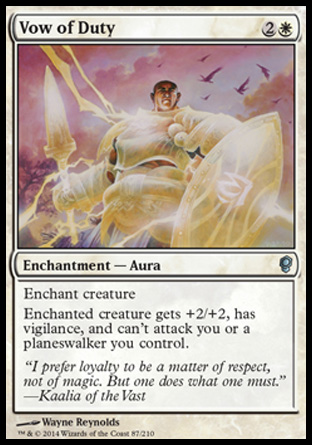 Vow of Duty 2
Enchantment — Aura
Enchant creature
Enchanted creature gets +2/+2, has
vigilance, and can't attack you or a
planeswalker you control.
“I prefer loyalty to be a matter of respect,
not of magic. But one does what one must.”
—Kaalia of the Vast
Wayne Reynolds
™ & © 2014 Wizards of the Coast 87/210